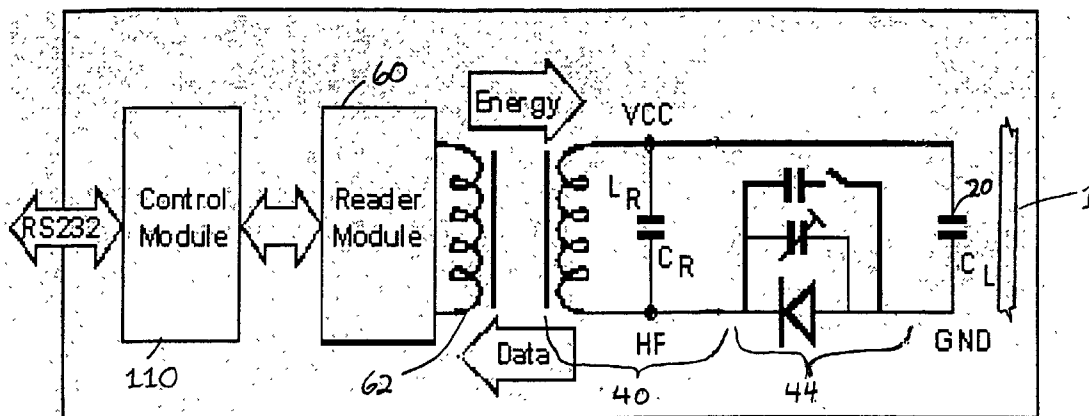 60
Energy
VCC
RS232
Control
Module
Reader
Module
L R
C R
20
C L
1
HF
GND
Data
110
62
40
44